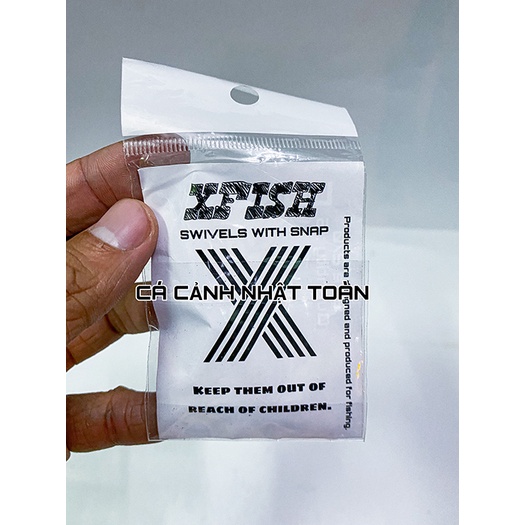 XFISH
SWIVELS WITH SNAP
CÁ CẢNH NHẬT TOÀN
KEEP THEM OUT OF
REACH OF CHILDREN.
Products are designed and produced for fishing.